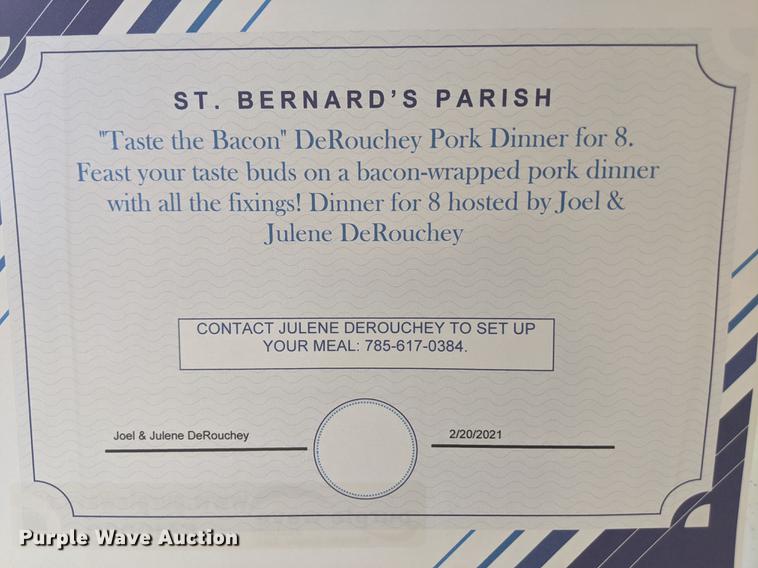 ST. BERNARD'S PARISH
"Taste the Bacon" DeRouchey Pork Dinner for 8.
Feast your taste buds on a bacon-wrapped pork dinner
with all the fixings! Dinner for 8 hosted by Joel &
Julene DeRouchey
CONTACT JULENE DEROUCHEY TO SET UP
YOUR MEAL: 785-617-0384.
Joel & Julene DeRouchey
2/20/2021
Purple Wave Auction